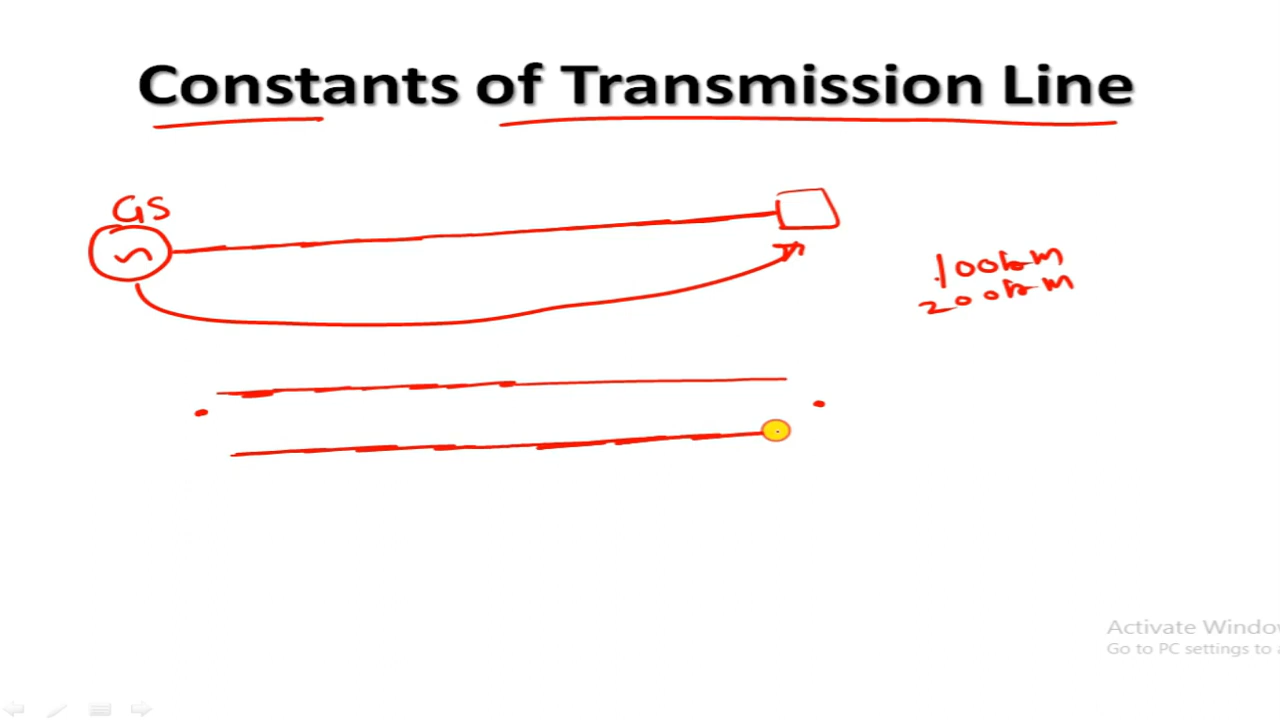 Constants of Transmission Line
GS
100km
200km
Activate Window
Go to PC settings to a